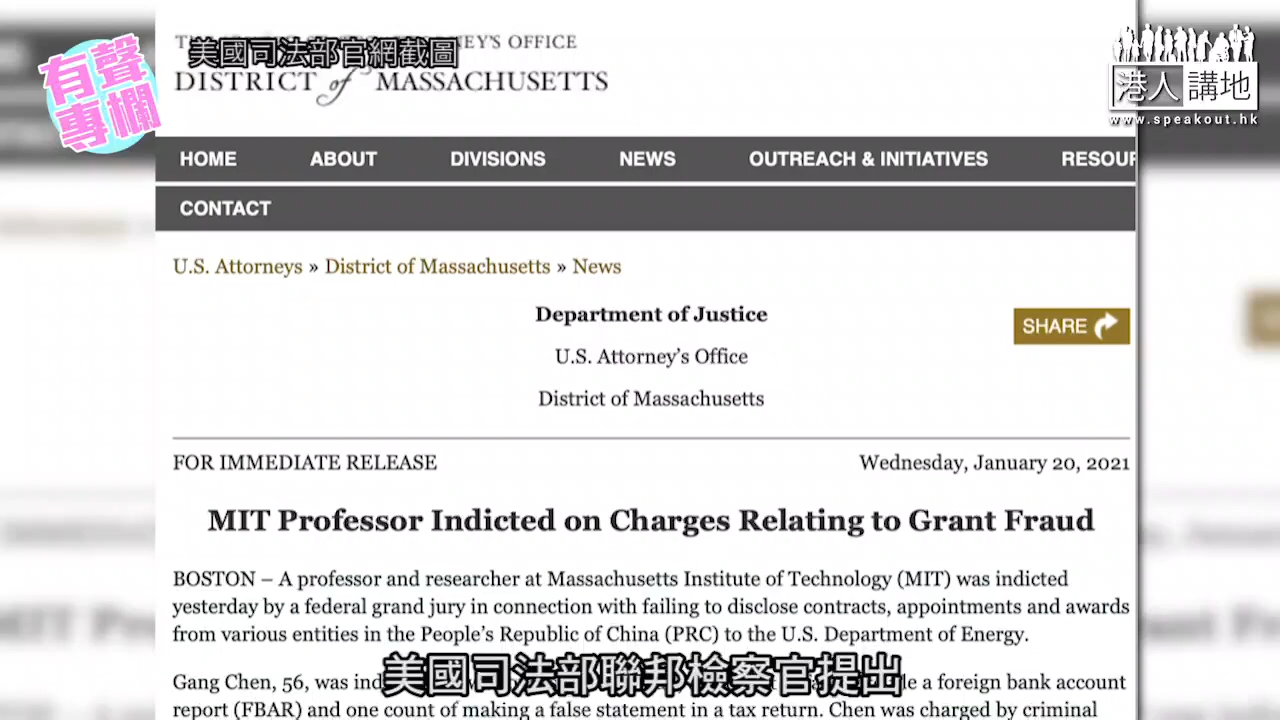 有聲
專欄
美國司法部官網截圖
EY'S OFFICE
DISTRICT of MASSACHUSETTS
港人講地
www.speakout.hk
HOME ABOUT DIVISIONS NEWS OUTREACH & INITIATIVES
CONTACT
U.S. Attorneys » District of Massachusetts » News
Department of Justice
SHARE
U.S. Attorney's Office
District of Massachusetts
FOR IMMEDIATE RELEASE Wednesday, January 20, 2021
MIT Professor Indicted on Charges Relating to Grant Fraud
BOSTON – A professor and researcher at Massachusetts Institute of Technology (MIT) was indicted
yesterday by a federal grand jury in connection with failing to disclose contracts, appointments and awards
from various entities in the People's Republic of China (PRC) to the U.S. Department of Energy.
Gang Chen, 56, was a foreign bank account
美國司法部聯邦檢察官提出
report (FBAR) and one count of making a false statement in a tax return. Chen was charged by criminal